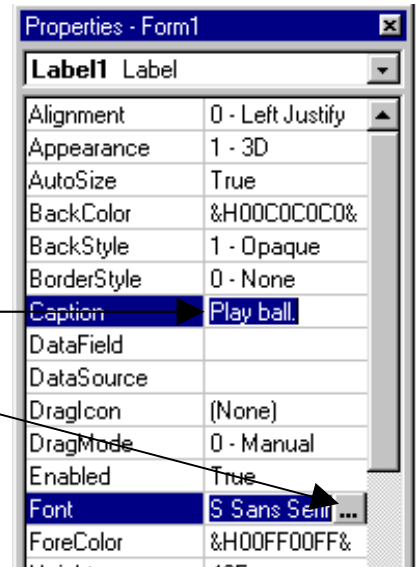 Properties - Form1
Label1 Label
Alignment 0 - Left Justify
Appearance 1 - 3D
AutoSize True
BackColor &H00C0C0C0&
BackStyle 1 - Opaque
BorderStyle 0 - None
Caption Play ball.
DataField
DataSource
DragIcon (None)
DragMode 0 - Manual
Enabled True
Font S Sans Serif ...
ForeColor &H00FF00FF&